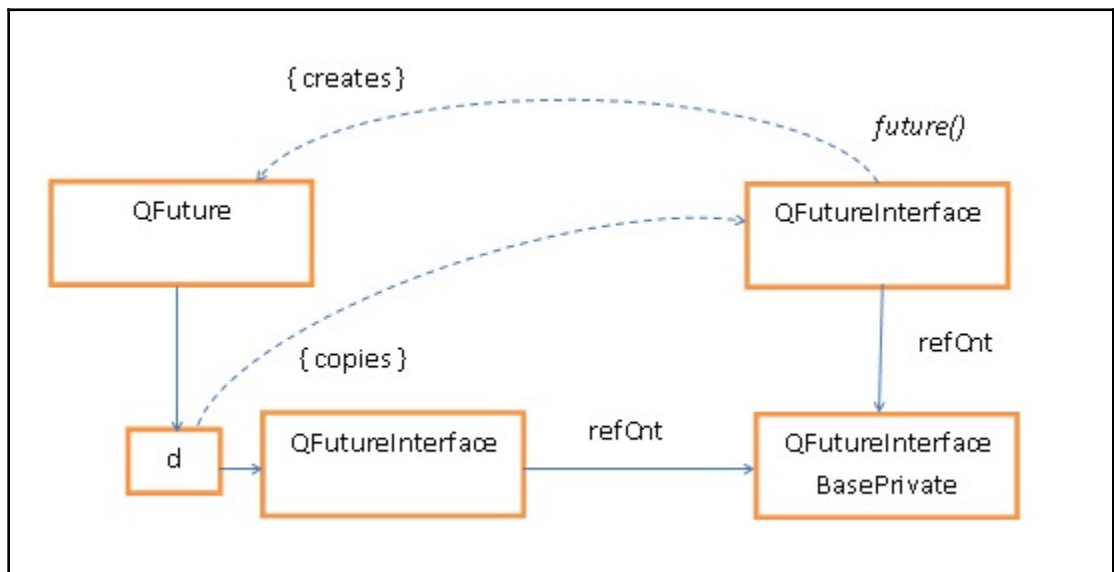 { creates }
future()
QFuture
QFutureInterface
{ copies }
refCnt
d
QFutureInterface
refCnt
QFutureInterface
BasePrivate